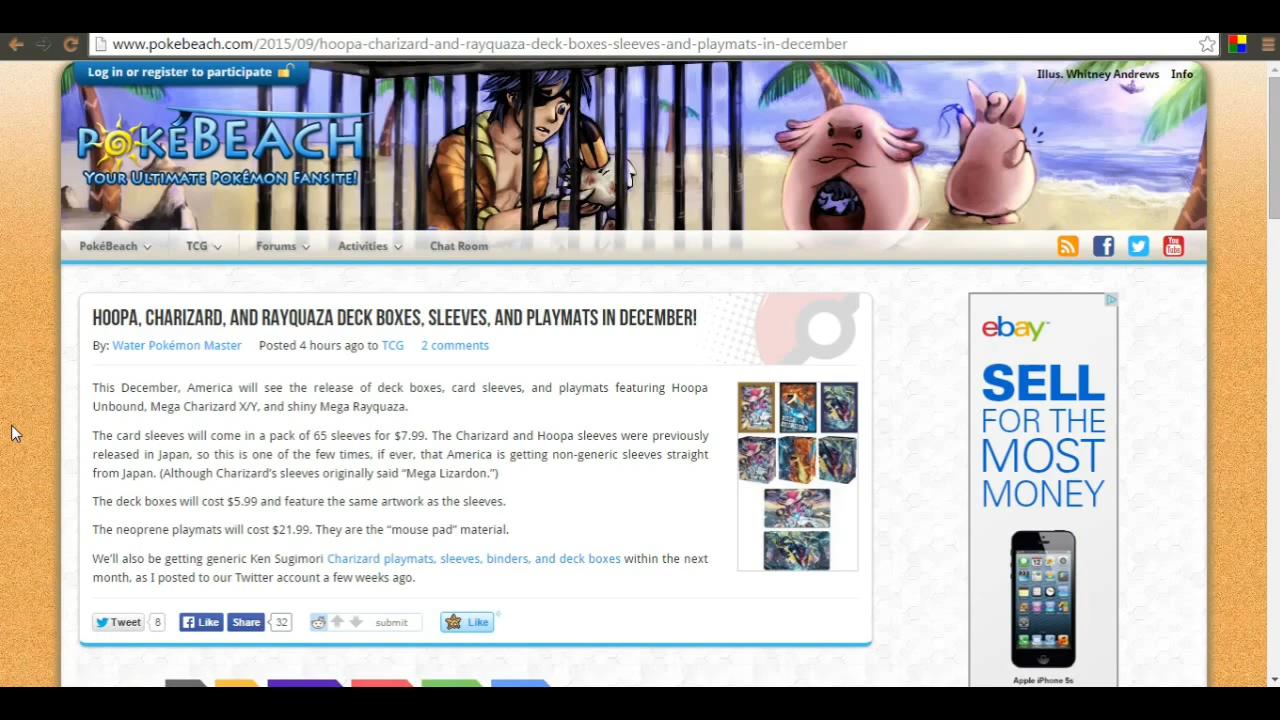 www.pokebeach.com/2015/09/hoopa-charizard-and-rayquaza-deck-boxes-sleeves-and-playmats-in-december
Log in or register to participate
Illus. Whitney Andrews Info
POKÉBEACH
YOUR ULTIMATE POKÉMON FANSITE!
PokéBeach TCG Forums Activities Chat Room
You Tube
HOOPA, CHARIZARD, AND RAYQUAZA DECK BOXES, SLEEVES, AND PLAYMATS IN DECEMBER!
By: Water Pokémon Master Posted 4 hours ago to TCG 2 comments
This December, America will see the release of deck boxes, card sleeves, and playmats featuring Hoopa
Unbound, Mega Charizard X/Y, and shiny Mega Rayquaza.
The card sleeves will come in a pack of 65 sleeves for $7.99. The Charizard and Hoopa sleeves were previously
released in Japan, so this is one of the few times, if ever, that America is getting non-generic sleeves straight
from Japan. (Although Charizard's sleeves originally said “Mega Lizardon.”)
The deck boxes will cost $5.99 and feature the same artwork as the sleeves.
The neoprene playmats will cost $21.99. They are the “mouse pad” material.
We'll also be getting generic Ken Sugimori Charizard playmats, sleeves, binders, and deck boxes within the next
month, as I posted to our Twitter account a few weeks ago.
Tweet 8 Like Share 32 submit Like
ebay™
SELL
FOR THE
MOST
MONEY
Apple iPhone 5s